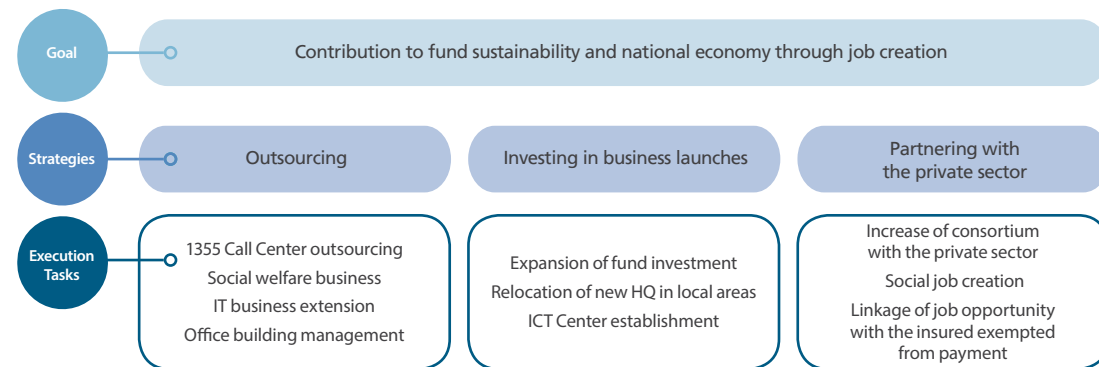 Goal
Contribution to fund sustainability and national economy through job creation
Strategies
Outsourcing
Investing in business launches
Partnering with
the private sector
Execution
Tasks
1355 Call Center outsourcing
Social welfare business
IT business extension
Office building management
Expansion of fund investment
Relocation of new HQ in local areas
ICT Center establishment
Increase of consortium
with the private sector
Social job creation
Linkage of job opportunity
with the insured exempted
from payment